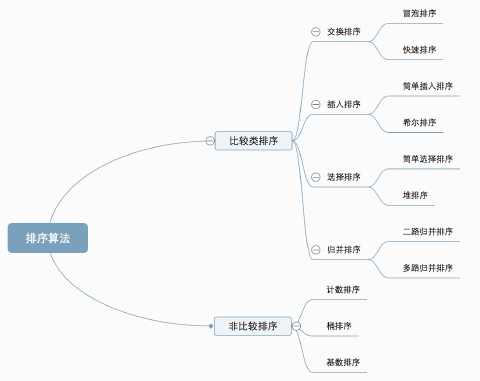 排序算法
比较类排序
交换排序
冒泡排序
快速排序
插入排序
简单插入排序
希尔排序
选择排序
简单选择排序
堆排序
归并排序
二路归并排序
多路归并排序
非比较排序
计数排序
桶排序
基数排序